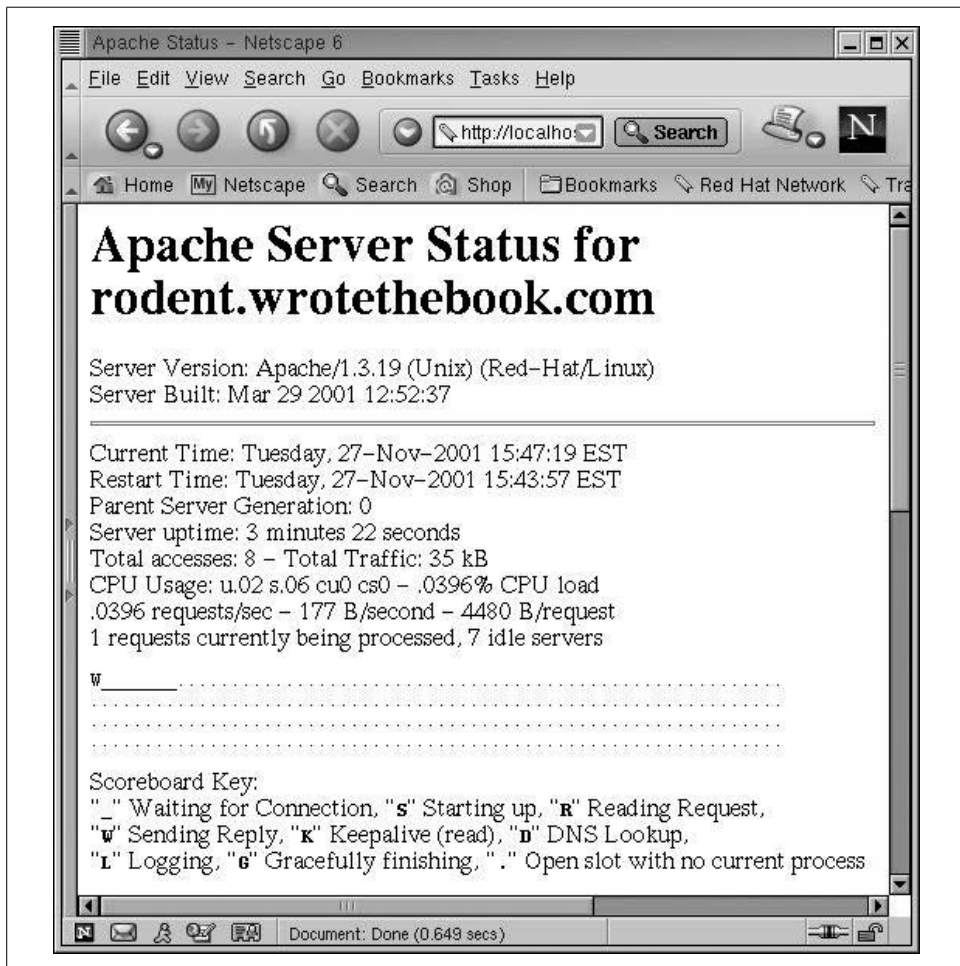 Apache Status – Netscape 6
File Edit View Search Go Bookmarks Tasks Help
http://localhos Search N
Home My Netscape Search Shop Bookmarks Red Hat Network Tra
Apache Server Status for
rodent.wrotethebook.com
Server Version: Apache/1.3.19 (Unix) (Red-Hat/Linux)
Server Built: Mar 29 2001 12:52:37
Current Time: Tuesday, 27-Nov-2001 15:47:19 EST
Restart Time: Tuesday, 27-Nov-2001 15:43:57 EST
Parent Server Generation: 0
Server uptime: 3 minutes 22 seconds
Total accesses: 8 – Total Traffic: 35 kB
CPU Usage: u.02 s.06 cu0 cs0 – .0396% CPU load
.0396 requests/sec – 177 B/second – 4480 B/request
1 requests currently being processed, 7 idle servers
W_______........................................................
................................................................
................................................................
................................................................
Scoreboard Key:
"_" Waiting for Connection, "S" Starting up, "R" Reading Request,
"W" Sending Reply, "K" Keepalive (read), "D" DNS Lookup,
"L" Logging, "G" Gracefully finishing, "." Open slot with no current process
N Document: Done (0.649 secs)